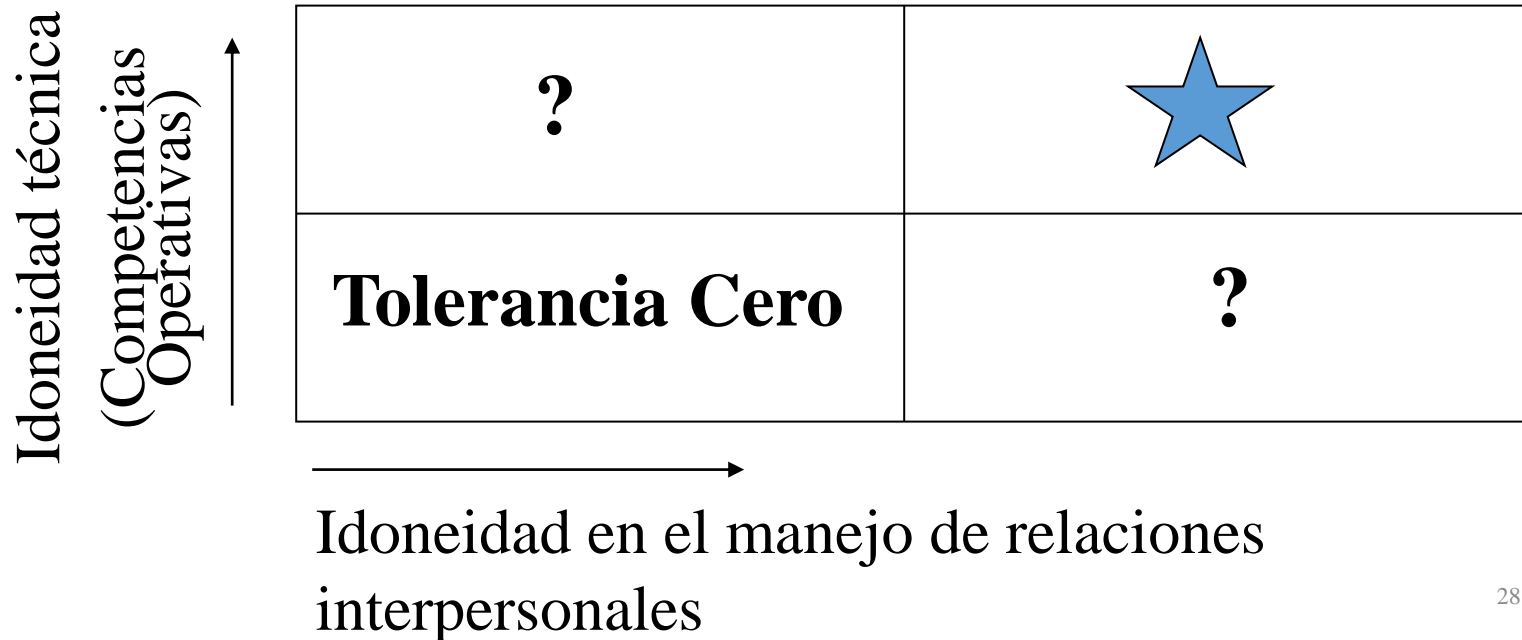 Idoneidad técnica
(Competencias
Operativas)
?
Tolerancia Cero
?
Idoneidad en el manejo de relaciones
interpersonales
28